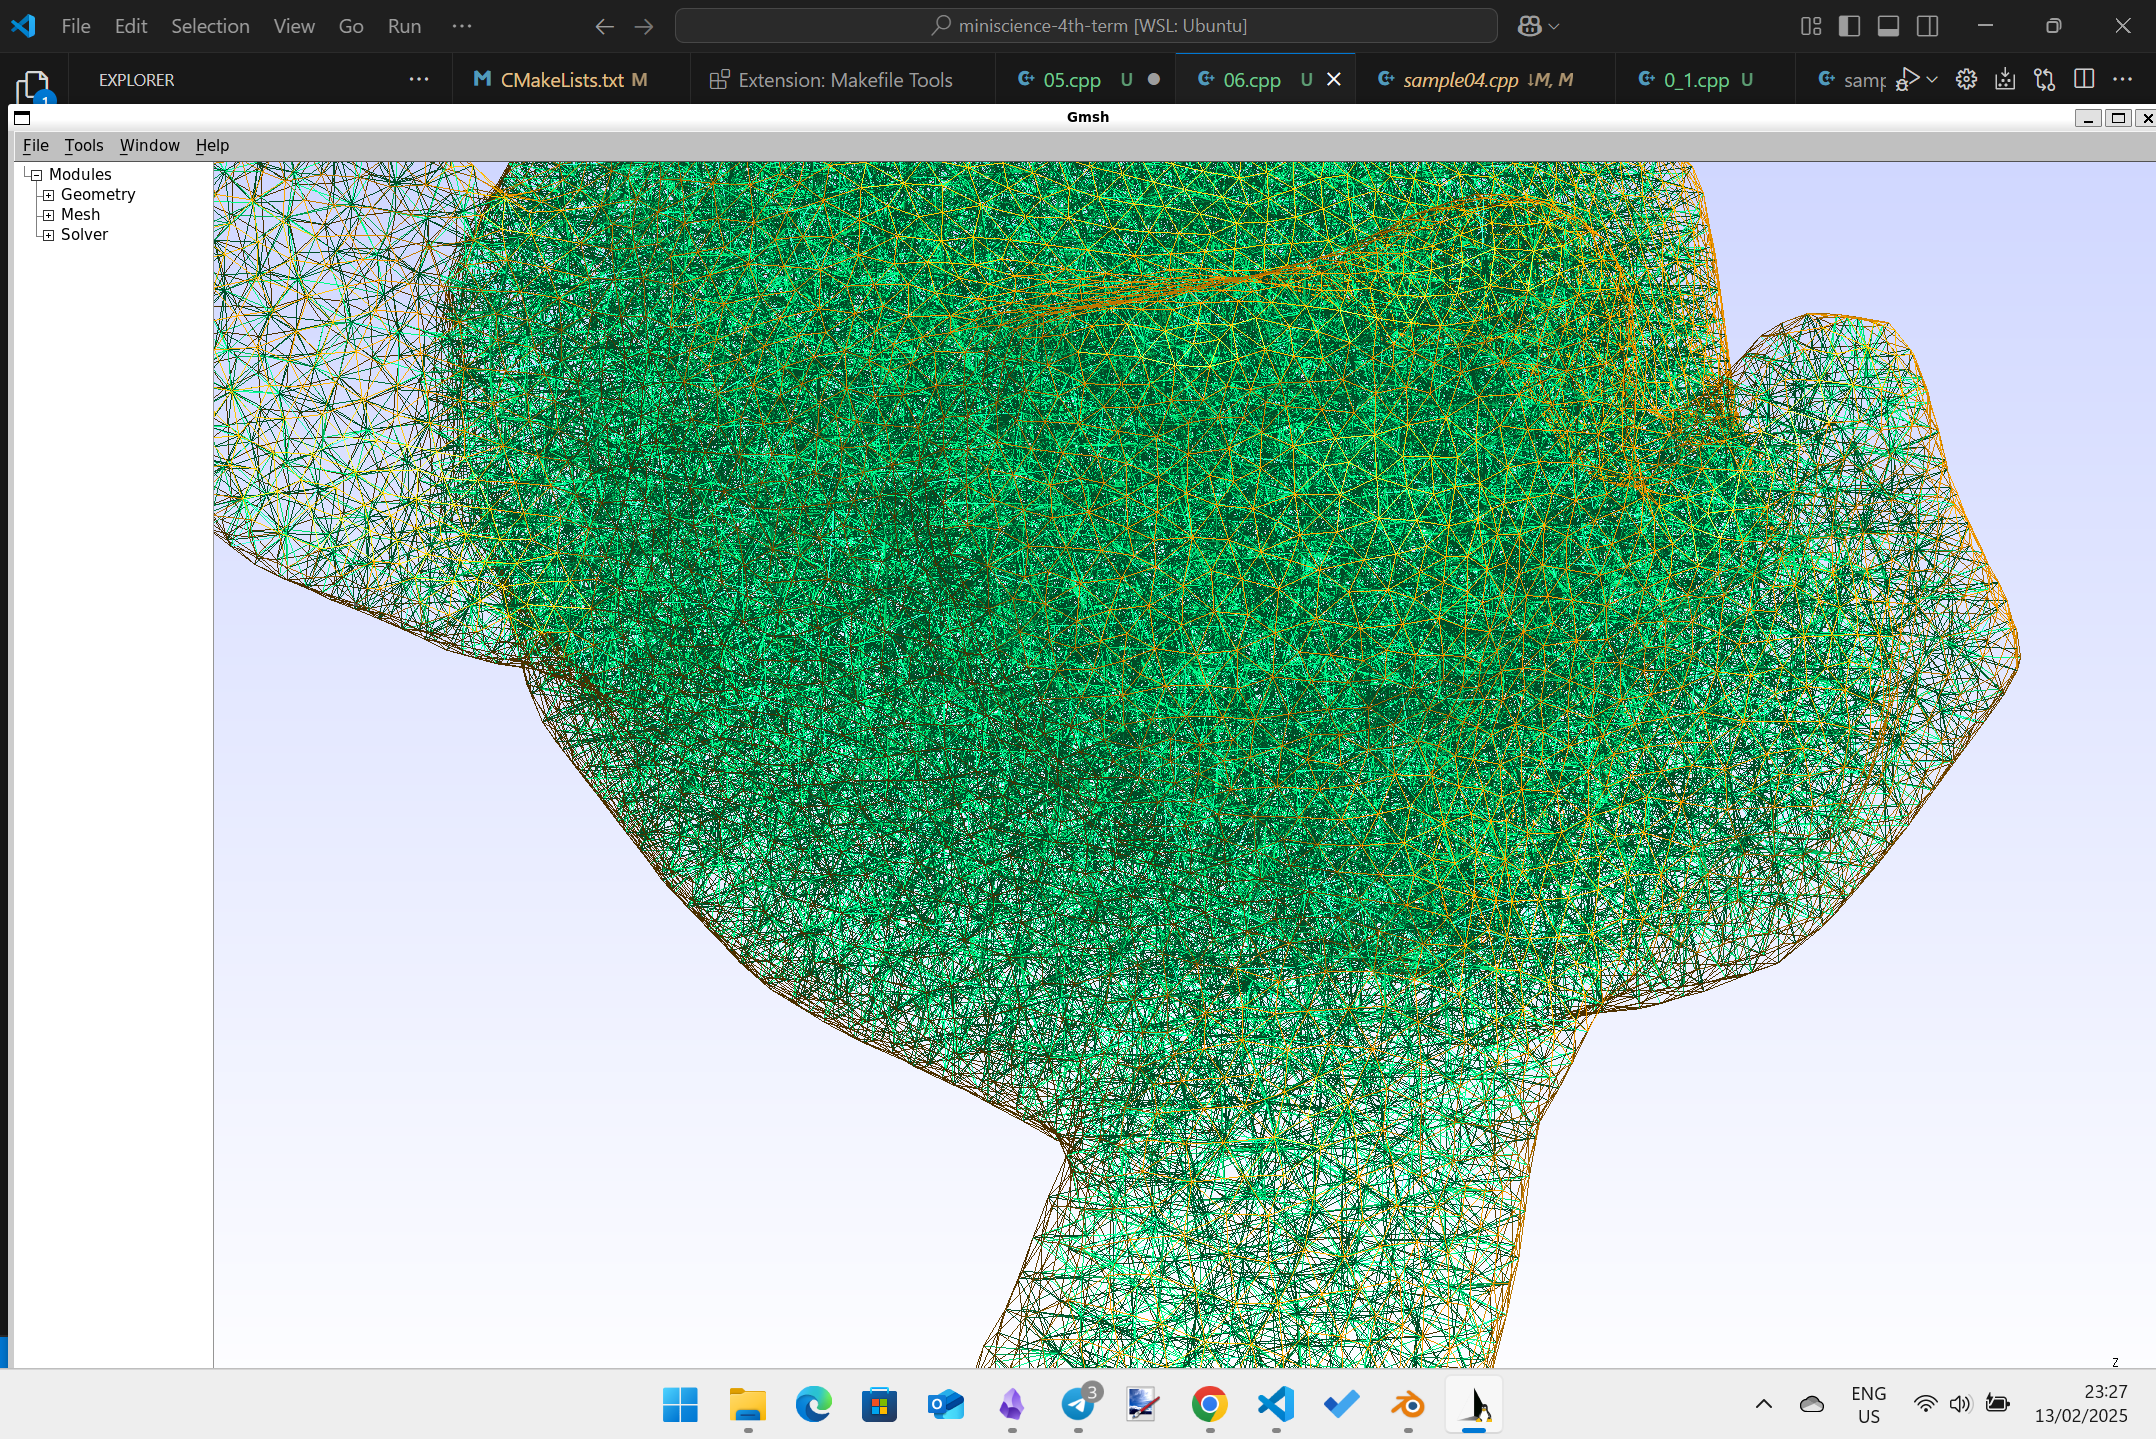 File Edit Selection View Go Run ··· miniscience-4th-term [WSL: Ubuntu]
EXPLORER ··· CMakeLists.txt M Extension: Makefile Tools 05.cpp U 06.cpp U sample04.cpp ↓M, M 0_1.cpp U samp ···
1
Gmsh
File Tools Window Help
Modules
Geometry
Mesh
Solver
Z
3
ENG
US
23:27
13/02/2025